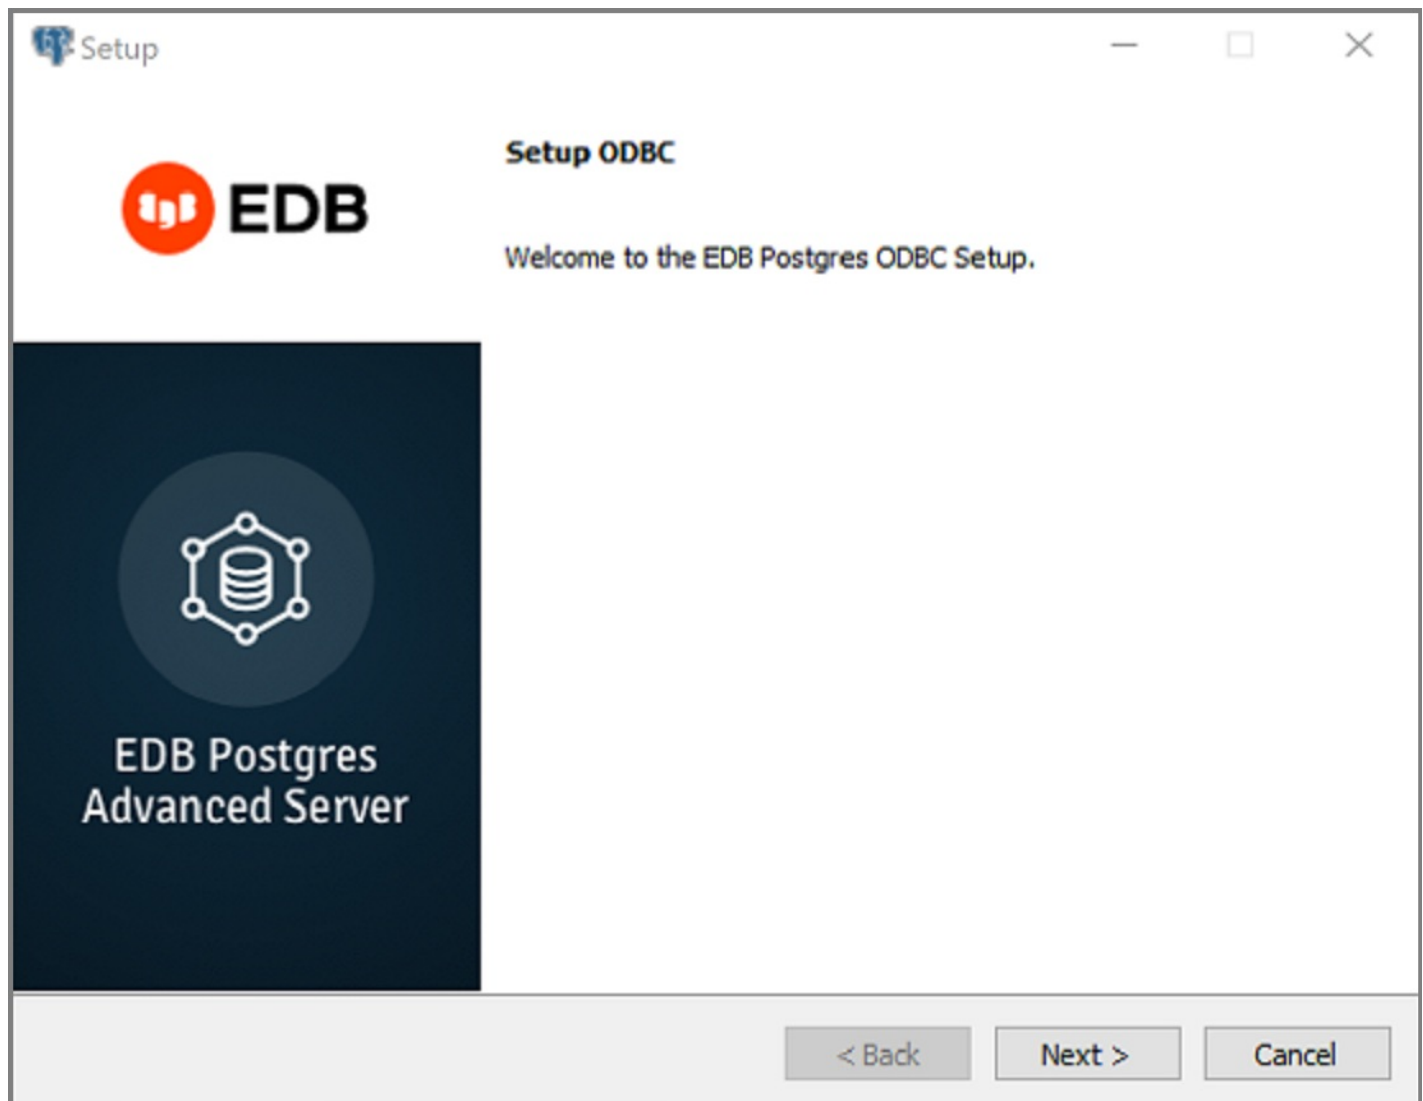 Setup
EDB
Setup ODBC
Welcome to the EDB Postgres ODBC Setup.
EDB Postgres
Advanced Server
< Back
Next >
Cancel